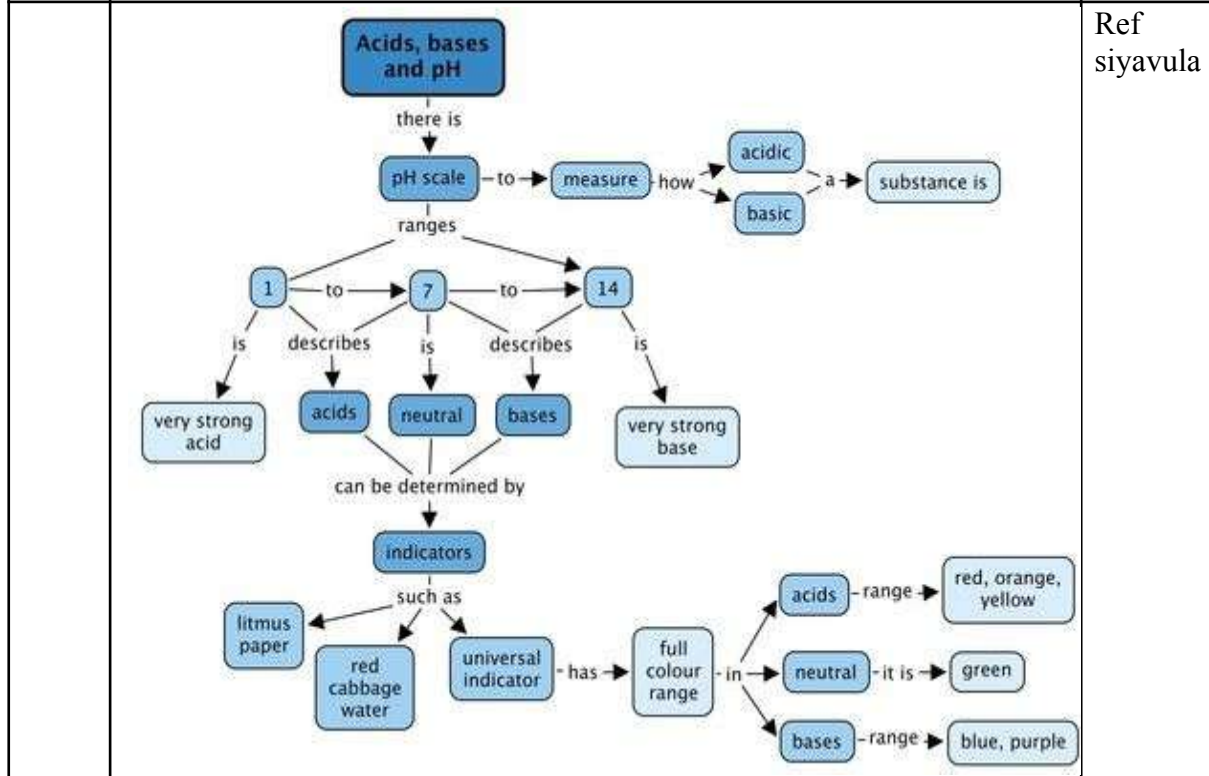 Ref
siyavula
Acids, bases
and pH
there is
pH scale
to
measure
how
acidic
basic
a
substance is
ranges
1
to
7
to
14
is
describes
is
describes
is
very strong
acid
acids
neutral
bases
very strong
base
can be determined by
indicators
such as
litmus
paper
red
cabbage
water
universal
indicator
has
full
colour
range
in
acids
range
red, orange,
yellow
neutral
it is
green
bases
range
blue, purple